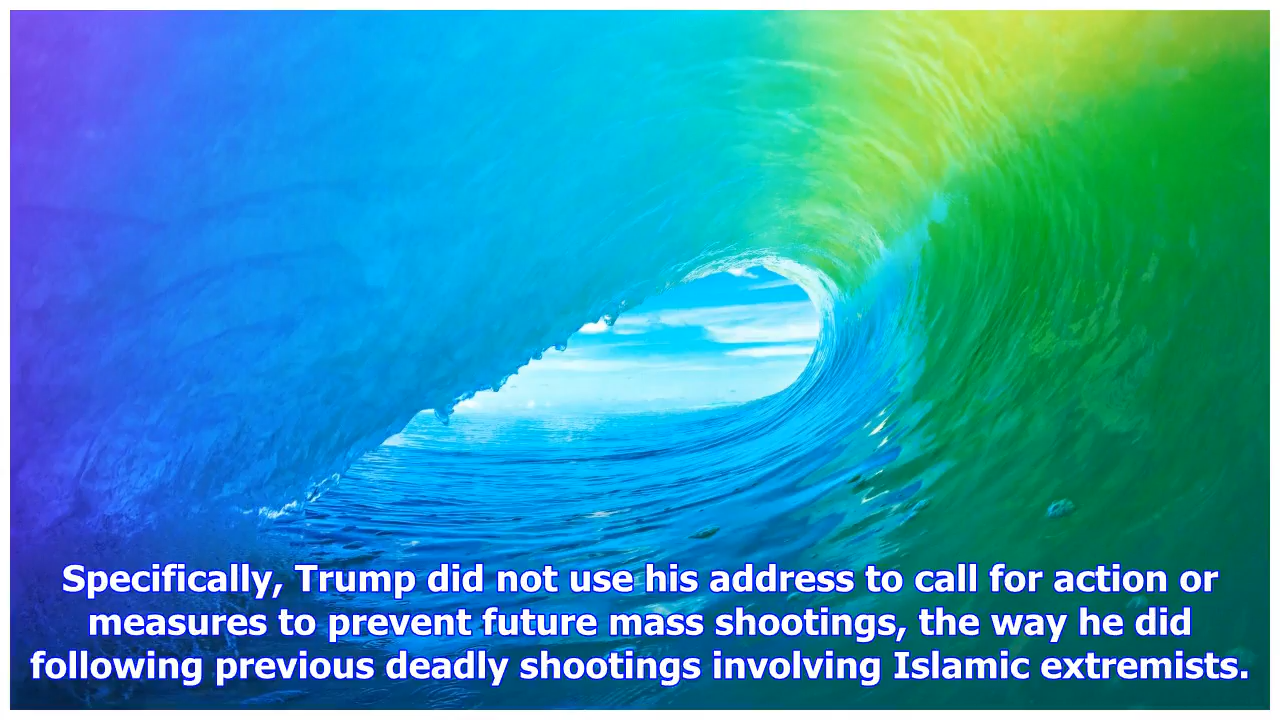 Specifically, Trump did not use his address to call for action or
measures to prevent future mass shootings, the way he did
following previous deadly shootings involving Islamic extremists.